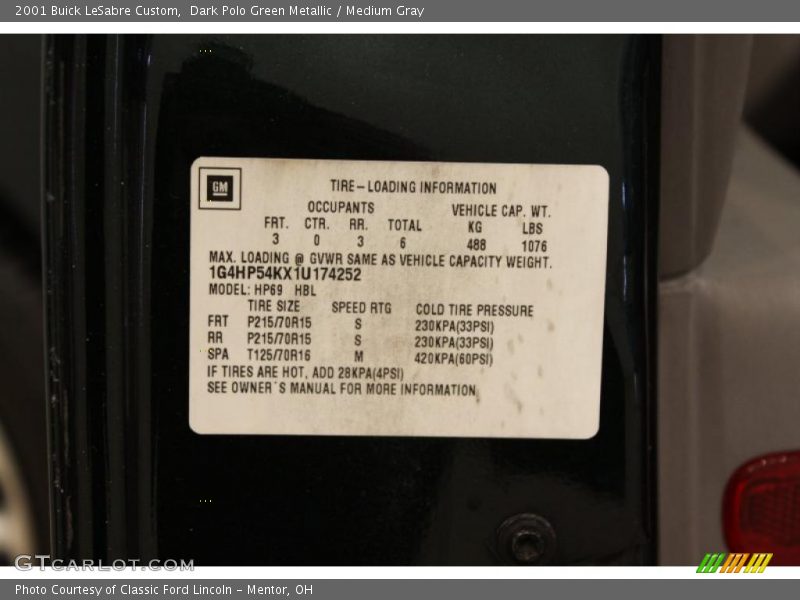 2001 Buick LeSabre Custom,  Dark Polo Green Metallic / Medium Gray
GM
TIRE-LOADING INFORMATION
OCCUPANTS VEHICLE CAP. WT.
FRT. CTR. RR. TOTAL KG LBS
3 0 3 6 488 1076
MAX. LOADING @ GVWR SAME AS VEHICLE CAPACITY WEIGHT.
1G4HP54KX1U174252
MODEL: HP69 HBL
TIRE SIZE SPEED RTG COLD TIRE PRESSURE
FRT P215/70R15 S 230KPA(33PSI)
RR P215/70R15 S 230KPA(33PSI)
SPA T125/70R16 M 420KPA(60PSI)
IF TIRES ARE HOT, ADD 28KPA(4PSI)
SEE OWNER'S MANUAL FOR MORE INFORMATION
GTCARLOT.COM
Photo Courtesy of Classic Ford Lincoln - Mentor, OH